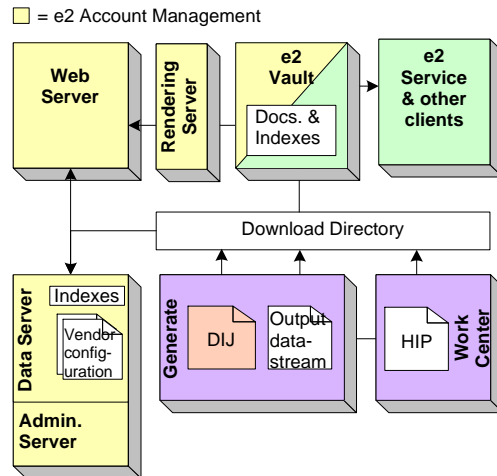 = e2 Account Management
Web
Server
Rendering
Server
e2
Vault
Docs. &
Indexes
e2
Service
& other
clients
Download Directory
Data Server
Indexes
Vendor
config-
uration
Admin.
Server
Generate
DIJ
Output
data-
stream
HIP
Work
Center